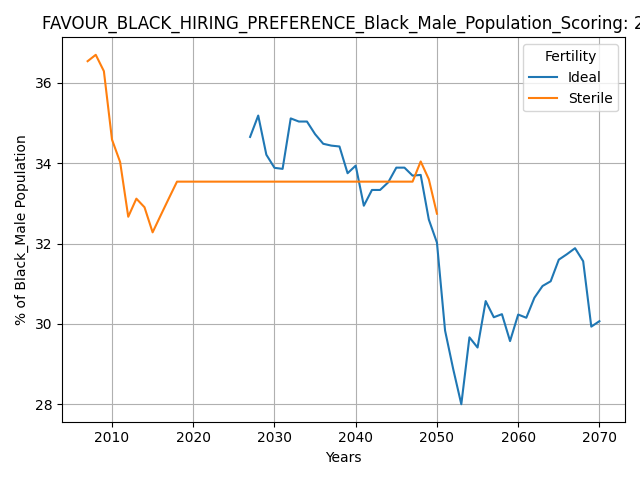 FAVOUR_BLACK_HIRING_PREFERENCE_Black_Male_Population_Scoring: 2
Fertility
Ideal
Sterile
36
34
32
30
28
% of Black_Male Population
2010 2020 2030 2040 2050 2060 2070
Years